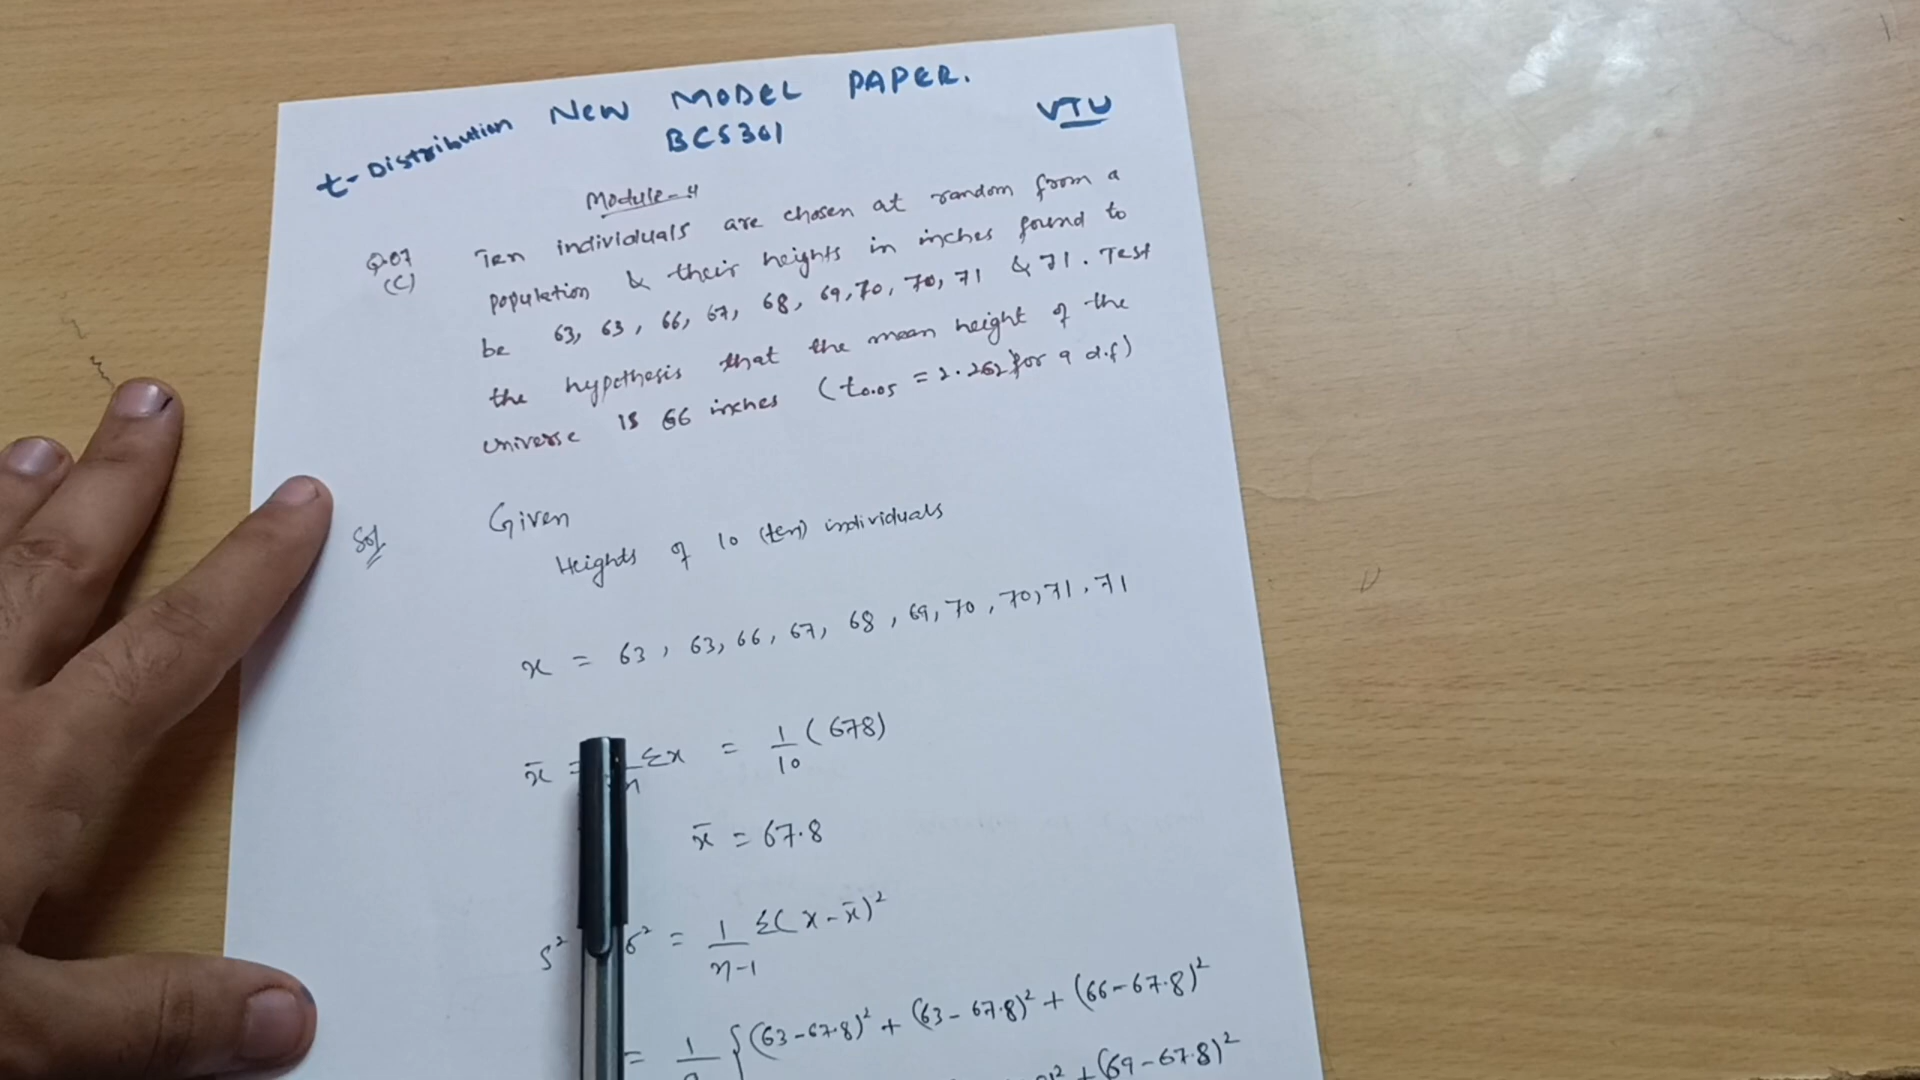 t-Distribution NEW MODEL PAPER.
BCS301
VTU
Module-4
Q.07 Ten individuals are chosen at random from a
(C) population & their heights in inches found to
be 63, 63, 66, 67, 68, 69, 70, 70, 71 & 71. Test
the hypothesis that the mean height of the
universe is 66 inches (t0.05 = 2.262 for 9 d.f)
Sol Given
Heights of 10 (ten) individuals
x = 63, 63, 66, 67, 68, 69, 70, 70, 71, 71
x̄ = Σx = 1/10 (678)
x̄ = 67.8
s² σ² = 1/(n-1) Σ(x - x̄)²
= 1 {(63-67.8)² + (63-67.8)² + (66-67.8)²
+ (69-67.8)²